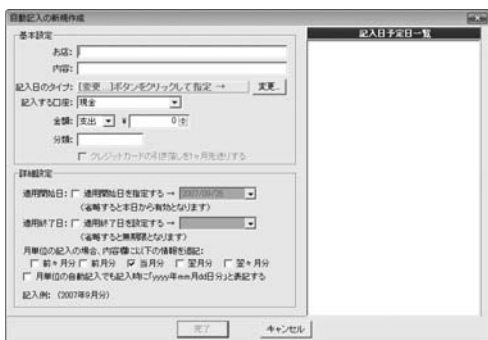 自動記入の新規作成
基本設定
お店:
内容:
記入日のタイプ: [変更...]ボタンをクリックして指定 → 変更..
記入する口座: 現金
金額: 支出 ¥ 0
分類:
クレジットカードの引き落しを1ヶ月先送りする
詳細設定
適用開始日: 適用開始日を指定する → 2007/09/25
(省略すると本日から有効となります)
適用終了日: 適用終了日を設定する →
(省略すると無期限となります)
月単位の記入の場合、内容欄に以下の情報を追記:
前々月分 前月分 当月分 翌月分 翌々月分
月単位の自動記入でも記入時に「yyyy年mm月dd日分」と表記する
記入例: (2007年9月分)
記入日予定日一覧
完了 キャンセル